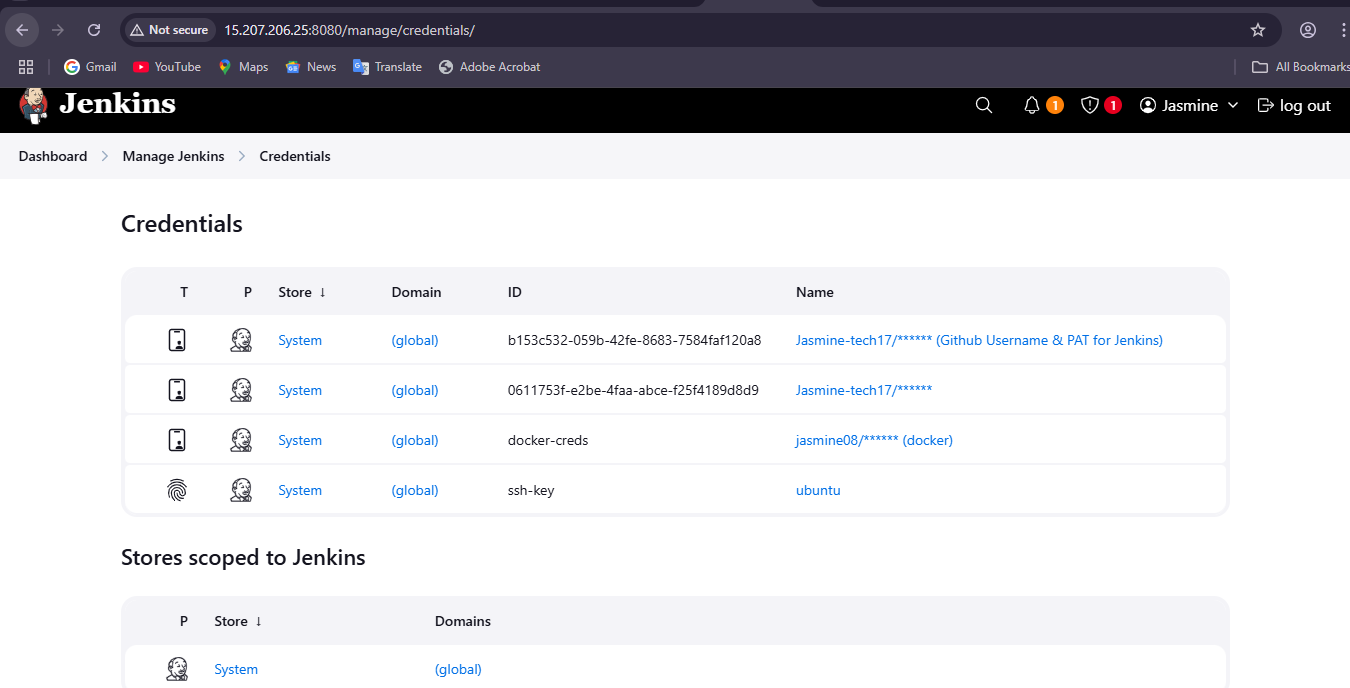 Not secure 15.207.206.25:8080/manage/credentials/
Gmail YouTube Maps News Translate Adobe Acrobat All Bookmarks
Jenkins 1 1 Jasmine log out
Dashboard Manage Jenkins Credentials
Credentials
T P Store ↓ Domain ID Name
System (global) b153c532-059b-42fe-8683-7584faf120a8 Jasmine-tech17/****** (Github Username & PAT for Jenkins)
System (global) 0611753f-e2be-4faa-abce-f25f4189d8d9 Jasmine-tech17/******
System (global) docker-creds jasmine08/****** (docker)
System (global) ssh-key ubuntu
Stores scoped to Jenkins
P Store ↓ Domains
System (global)